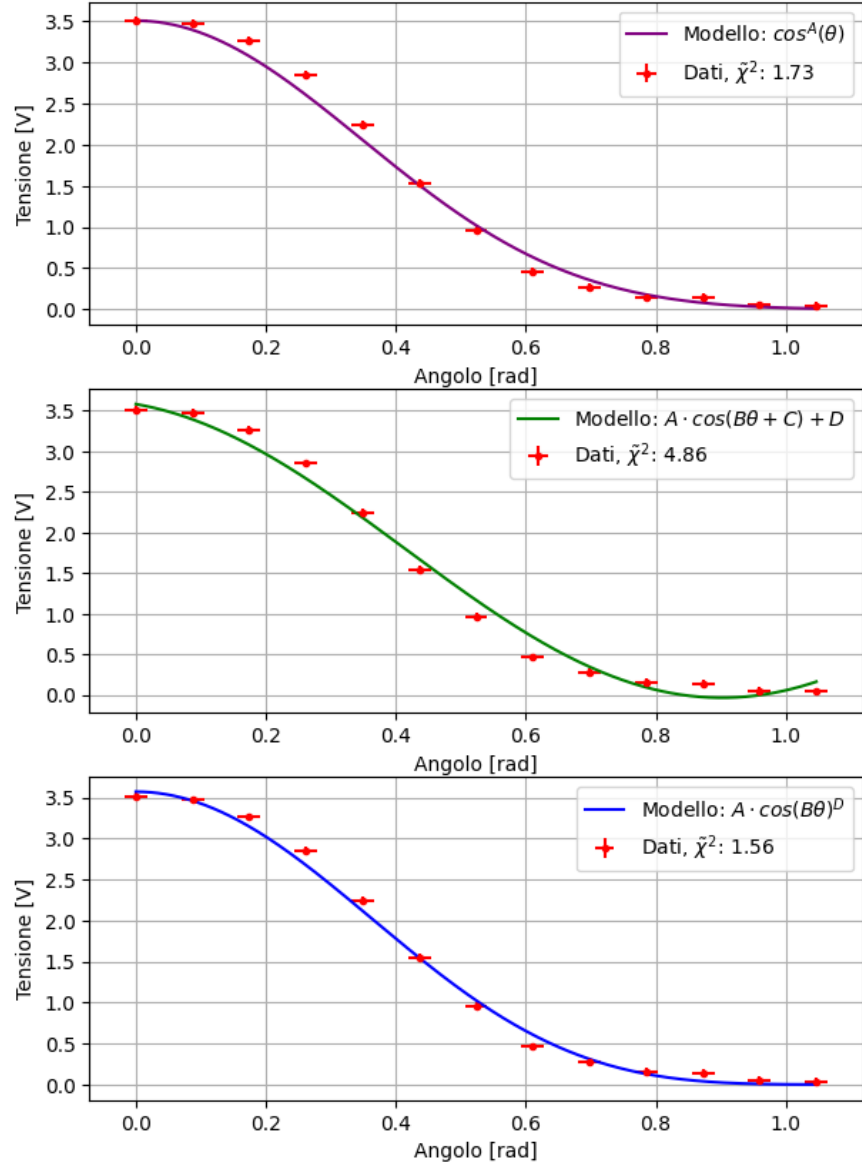 3.5
3.0
2.5
2.0
1.5
1.0
0.5
0.0
Tensione [V]
Modello: cos^A(θ)
Dati, χ̃²: 1.73
0.0 0.2 0.4 0.6 0.8 1.0
Angolo [rad]
3.5
3.0
2.5
2.0
1.5
1.0
0.5
0.0
Tensione [V]
Modello: A · cos(Bθ + C) + D
Dati, χ̃²: 4.86
0.0 0.2 0.4 0.6 0.8 1.0
Angolo [rad]
3.5
3.0
2.5
2.0
1.5
1.0
0.5
0.0
Tensione [V]
Modello: A · cos(Bθ)^D
Dati, χ̃²: 1.56
0.0 0.2 0.4 0.6 0.8 1.0
Angolo [rad]